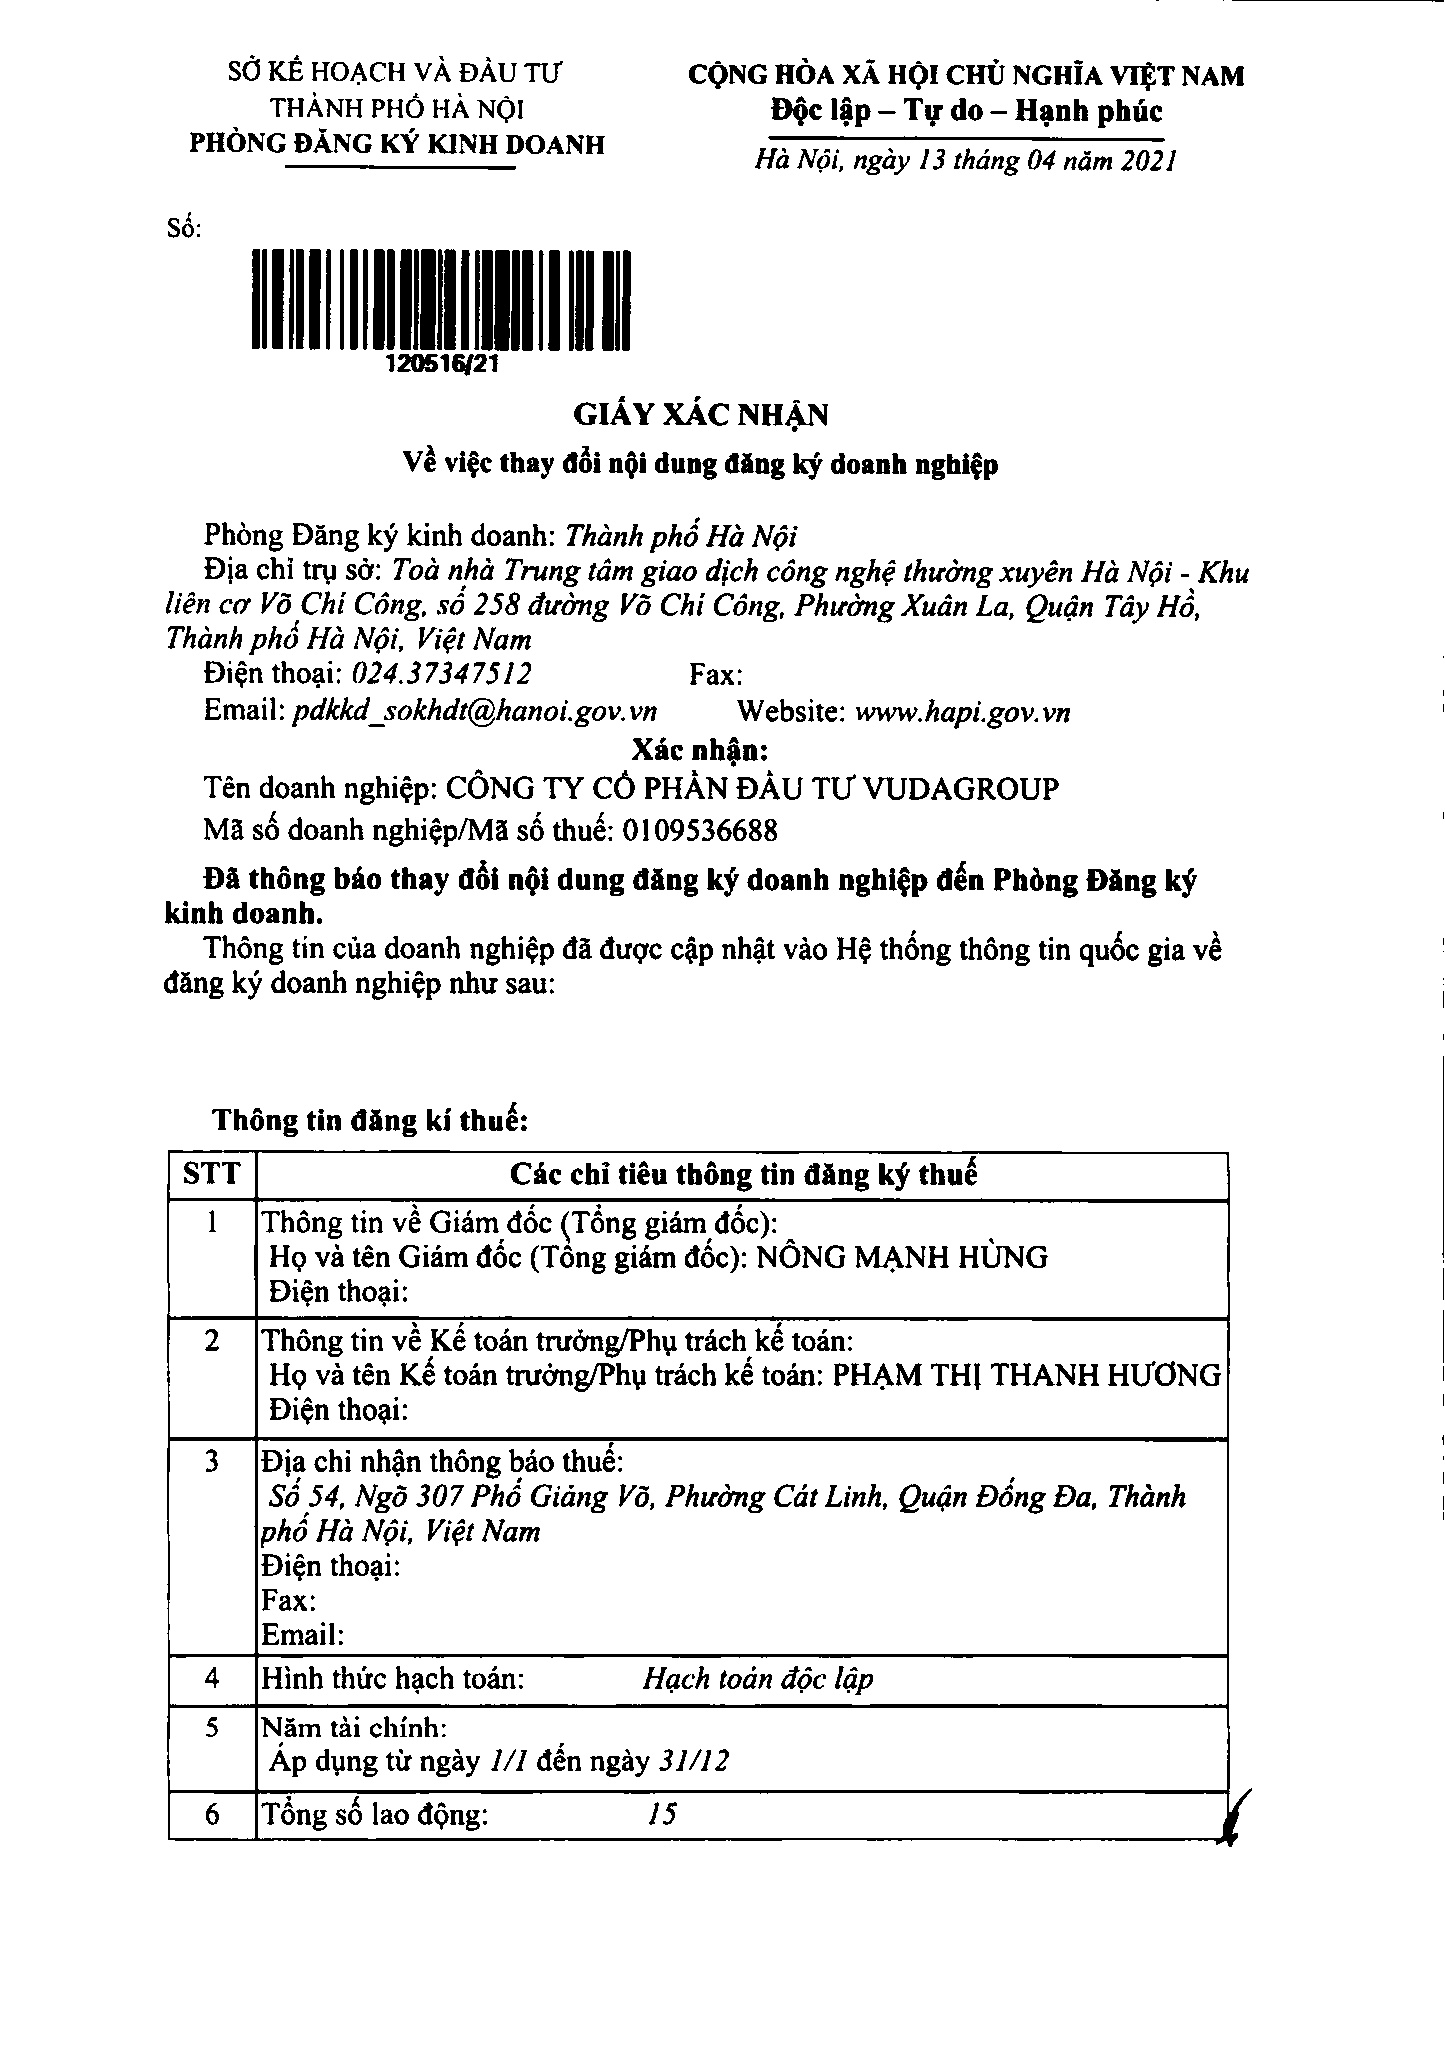 SỞ KẾ HOẠCH VÀ ĐẦU TƯ
THÀNH PHỐ HÀ NỘI
PHÒNG ĐĂNG KÝ KINH DOANH
CỘNG HÒA XÃ HỘI CHỦ NGHĨA VIỆT NAM
Độc lập – Tự do – Hạnh phúc
Hà Nội, ngày 13 tháng 04 năm 2021
Số:
120516/21
GIẤY XÁC NHẬN
Về việc thay đổi nội dung đăng ký doanh nghiệp
Phòng Đăng ký kinh doanh: Thành phố Hà Nội
Địa chỉ trụ sở: Toà nhà Trung tâm giao dịch công nghệ thường xuyên Hà Nội - Khu
liên cơ Võ Chí Công, số 258 đường Võ Chí Công, Phường Xuân La, Quận Tây Hồ,
Thành phố Hà Nội, Việt Nam
Điện thoại: 024.37347512 Fax:
Email: pdkkd_sokhdt@hanoi.gov.vn Website: www.hapi.gov.vn
Xác nhận:
Tên doanh nghiệp: CÔNG TY CỔ PHẦN ĐẦU TƯ VUDAGROUP
Mã số doanh nghiệp/Mã số thuế: 0109536688
Đã thông báo thay đổi nội dung đăng ký doanh nghiệp đến Phòng Đăng ký
kinh doanh.
Thông tin của doanh nghiệp đã được cập nhật vào Hệ thống thông tin quốc gia về
đăng ký doanh nghiệp như sau:
Thông tin đăng kí thuế:
STT Các chỉ tiêu thông tin đăng ký thuế
1 Thông tin về Giám đốc (Tổng giám đốc):
Họ và tên Giám đốc (Tổng giám đốc): NÔNG MẠNH HÙNG
Điện thoại:
2 Thông tin về Kế toán trưởng/Phụ trách kế toán:
Họ và tên Kế toán trưởng/Phụ trách kế toán: PHẠM THỊ THANH HƯƠNG
Điện thoại:
3 Địa chỉ nhận thông báo thuế:
Số 54, Ngõ 307 Phố Giảng Võ, Phường Cát Linh, Quận Đống Đa, Thành
phố Hà Nội, Việt Nam
Điện thoại:
Fax:
Email:
4 Hình thức hạch toán: Hạch toán độc lập
5 Năm tài chính:
Áp dụng từ ngày 1/1 đến ngày 31/12
6 Tổng số lao động: 15